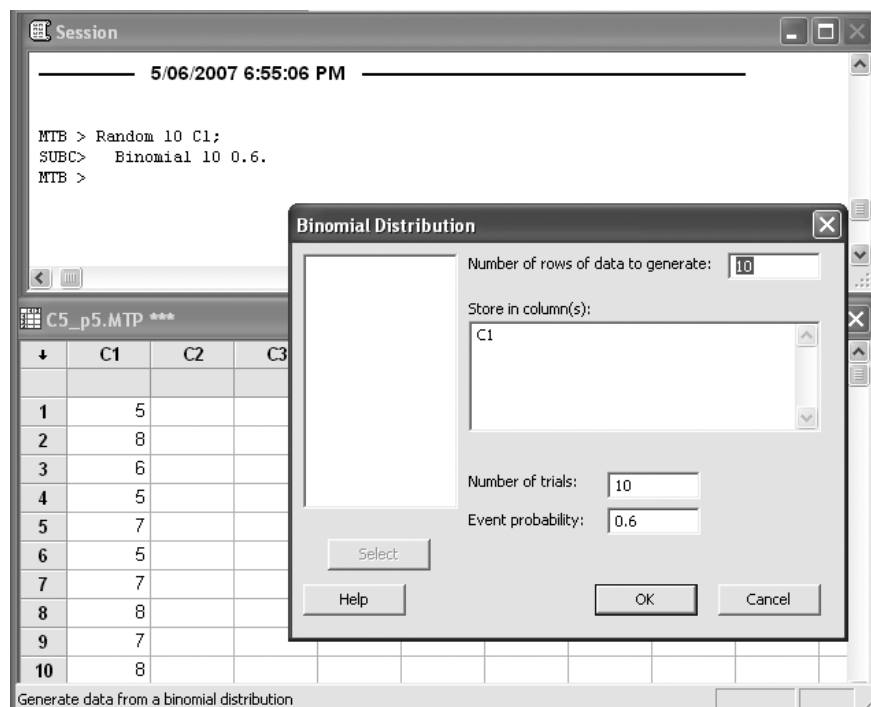 Session
5/06/2007 6:55:06 PM
MTB > Random 10 C1;
SUBC> Binomial 10 0.6.
MTB >
Binomial Distribution
Number of rows of data to generate: 10
Store in column(s):
C1
Number of trials: 10
Event probability: 0.6
Select
Help OK Cancel
C5_p5.MTP ***
C1 C2 C3
1 5
2 8
3 6
4 5
5 7
6 5
7 7
8 8
9 7
10 8
Generate data from a binomial distribution